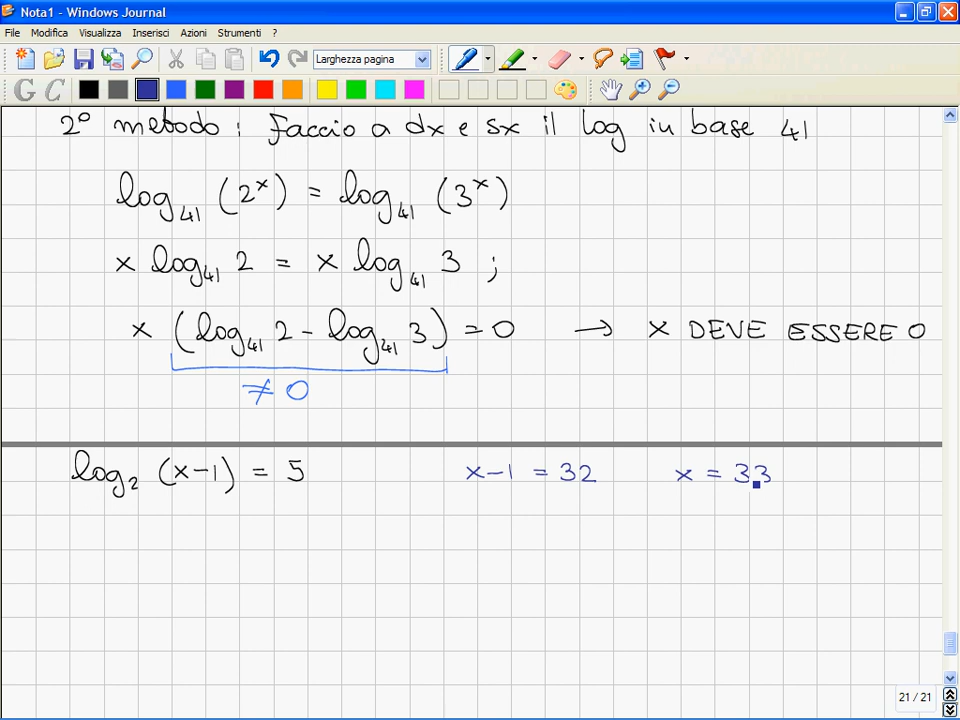 Nota1 - Windows Journal
File Modifica Visualizza Inserisci Azioni Strumenti ?
Larghezza pagina
G C
2° metodo : Faccio a dx e sx il log in base 41
log₄₁ (2ˣ) = log₄₁ (3ˣ)
x log₄₁ 2 = x log₄₁ 3 ;
x (log₄₁ 2 - log₄₁ 3) = 0 → x DEVE ESSERE 0
≠ 0
log₂ (x-1) = 5 x-1 = 32 x = 33
21 / 21